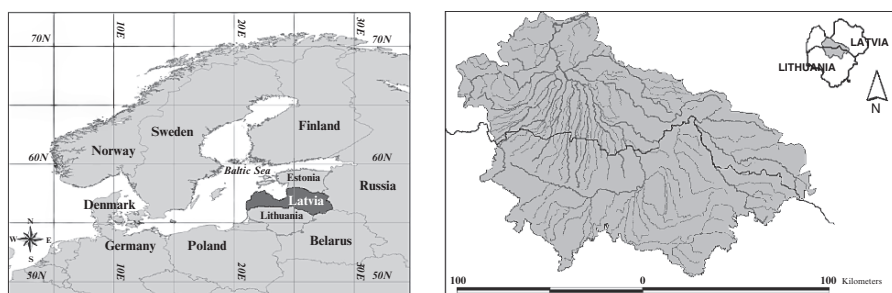 70N
10E
20E
30E
70N
Sweden
Finland
Norway
60N
Baltic Sea
60N
Estonia
Russia
Latvia
Denmark
Lithuania
N
W E
S
Germany
Poland
Belarus
50N
10E
20E
30E
50N
LATVIA
LITHUANIA
N
100 0 100 Kilometers